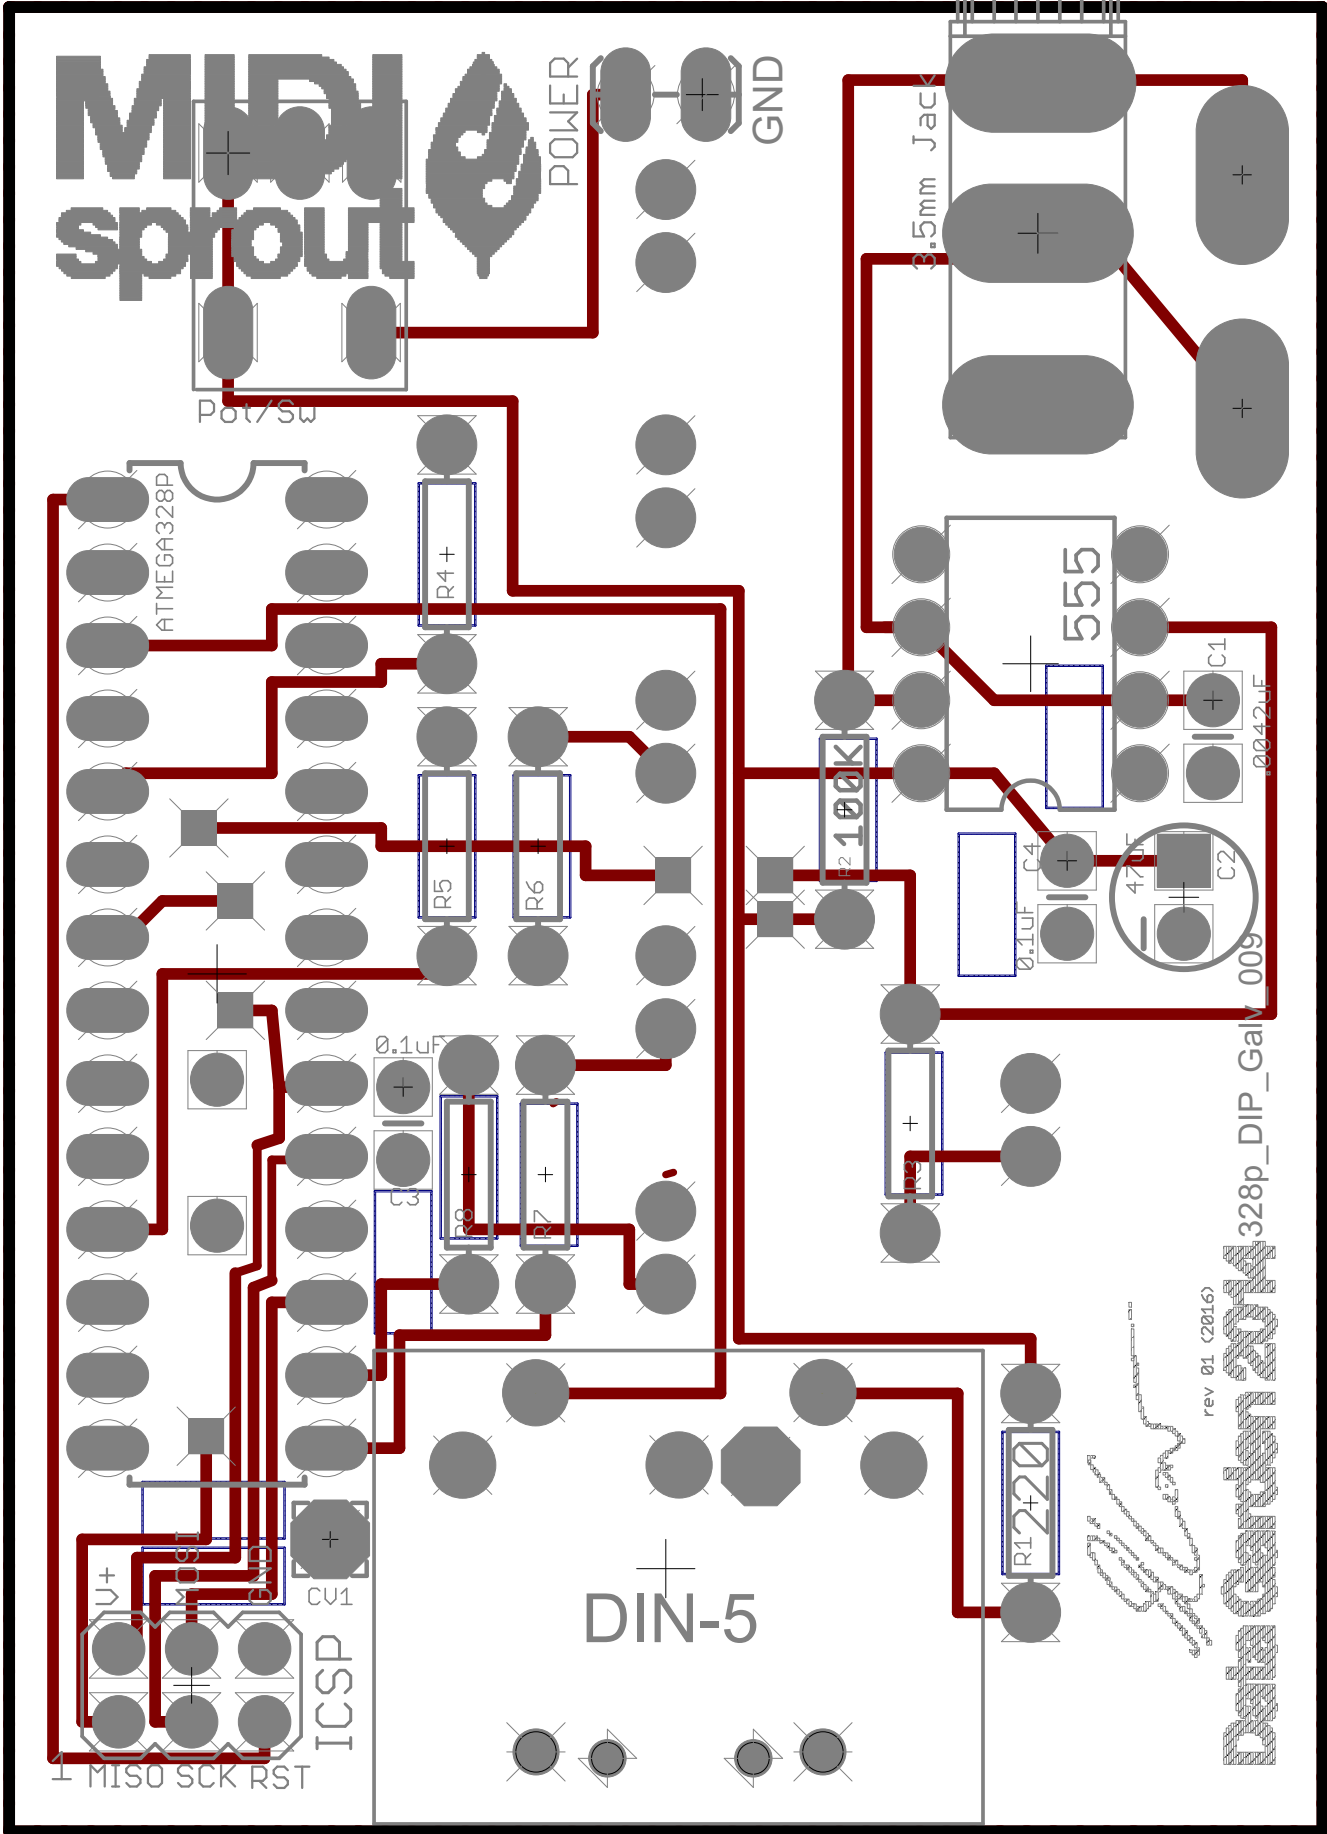 MIDI
sprout
POWER
GND
3.5mm Jack
Pot/Sw
ATMEGA328P
R4
555
C1
.0042uF
100K
R2
R5
R6
C4
0.1uF
47uF
C2
328p_DIP_Galv_009
0.1uF
C3
R8
R7
R3
rev 01 (2016)
Data Garden 2014
220
R1
V+
MOSI
GND
CV1
DIN-5
ICSP
1
MISO SCK RST